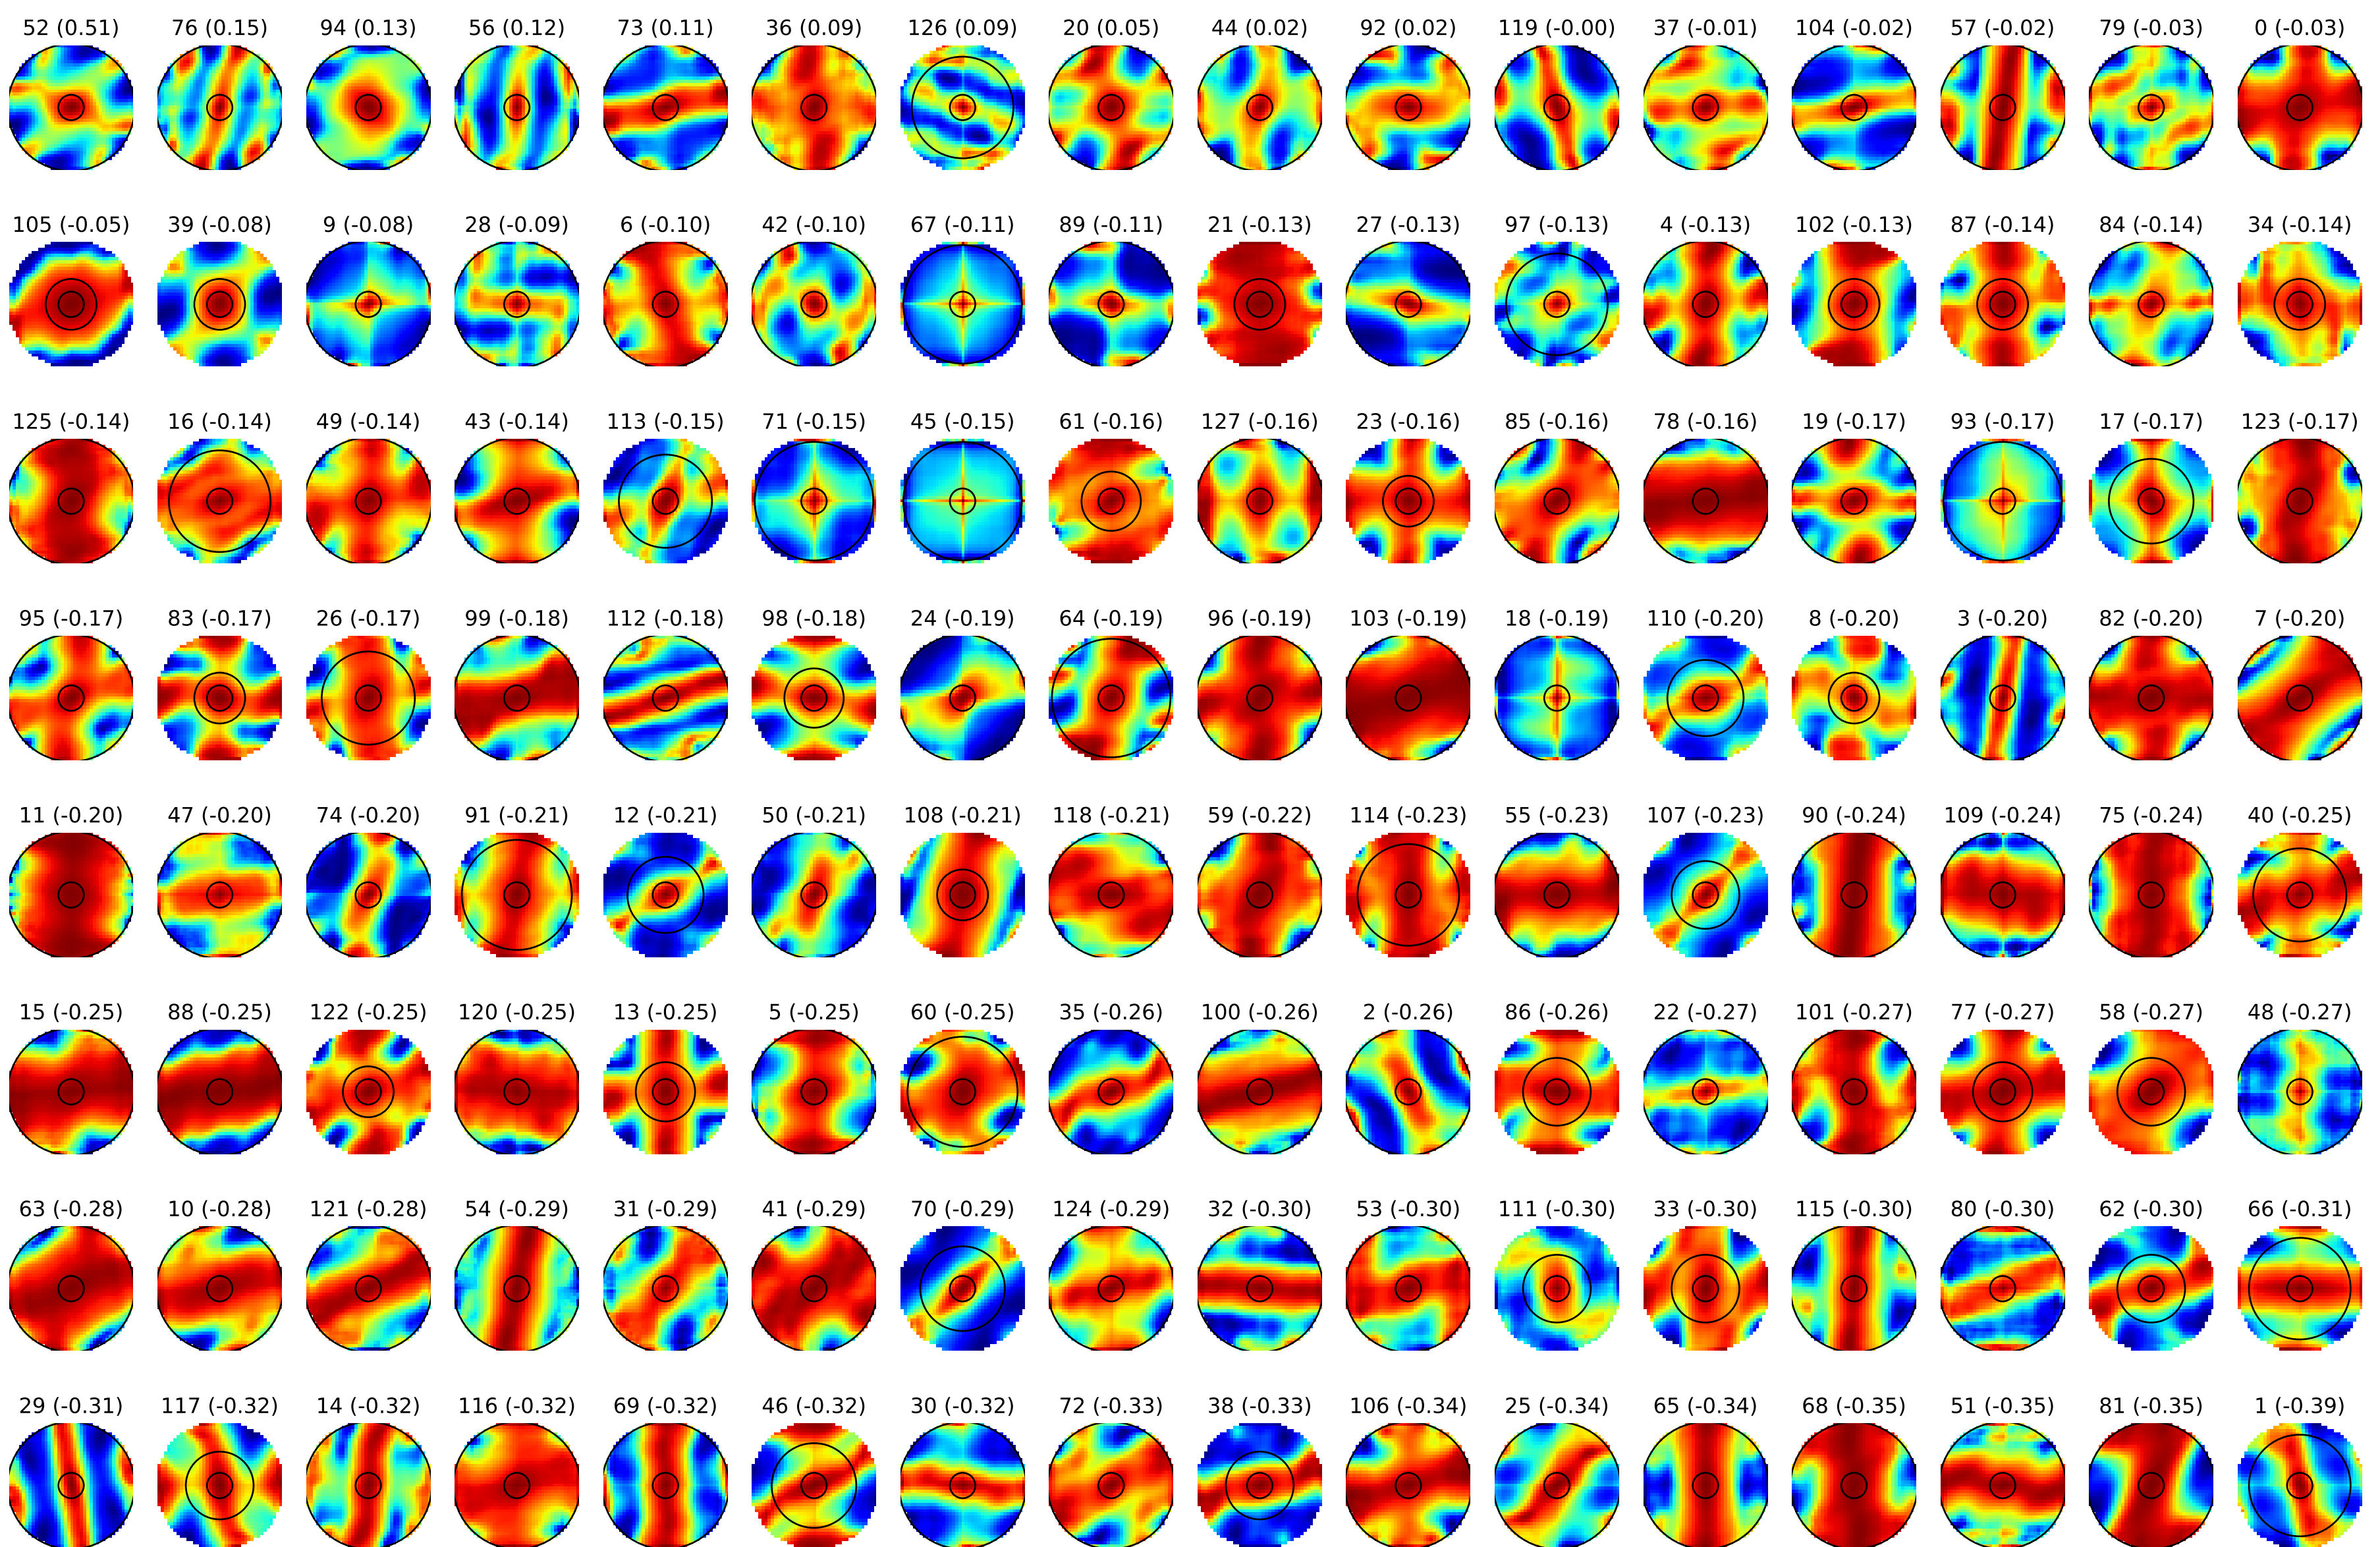 52 (0.51) 76 (0.15) 94 (0.13) 56 (0.12) 73 (0.11) 36 (0.09) 126 (0.09) 20 (0.05) 44 (0.02) 92 (0.02) 119 (-0.00) 37 (-0.01) 104 (-0.02) 57 (-0.02) 79 (-0.03) 0 (-0.03)
105 (-0.05) 39 (-0.08) 9 (-0.08) 28 (-0.09) 6 (-0.10) 42 (-0.10) 67 (-0.11) 89 (-0.11) 21 (-0.13) 27 (-0.13) 97 (-0.13) 4 (-0.13) 102 (-0.13) 87 (-0.14) 84 (-0.14) 34 (-0.14)
125 (-0.14) 16 (-0.14) 49 (-0.14) 43 (-0.14) 113 (-0.15) 71 (-0.15) 45 (-0.15) 61 (-0.16) 127 (-0.16) 23 (-0.16) 85 (-0.16) 78 (-0.16) 19 (-0.17) 93 (-0.17) 17 (-0.17) 123 (-0.17)
95 (-0.17) 83 (-0.17) 26 (-0.17) 99 (-0.18) 112 (-0.18) 98 (-0.18) 24 (-0.19) 64 (-0.19) 96 (-0.19) 103 (-0.19) 18 (-0.19) 110 (-0.20) 8 (-0.20) 3 (-0.20) 82 (-0.20) 7 (-0.20)
11 (-0.20) 47 (-0.20) 74 (-0.20) 91 (-0.21) 12 (-0.21) 50 (-0.21) 108 (-0.21) 118 (-0.21) 59 (-0.22) 114 (-0.23) 55 (-0.23) 107 (-0.23) 90 (-0.24) 109 (-0.24) 75 (-0.24) 40 (-0.25)
15 (-0.25) 88 (-0.25) 122 (-0.25) 120 (-0.25) 13 (-0.25) 5 (-0.25) 60 (-0.25) 35 (-0.26) 100 (-0.26) 2 (-0.26) 86 (-0.26) 22 (-0.27) 101 (-0.27) 77 (-0.27) 58 (-0.27) 48 (-0.27)
63 (-0.28) 10 (-0.28) 121 (-0.28) 54 (-0.29) 31 (-0.29) 41 (-0.29) 70 (-0.29) 124 (-0.29) 32 (-0.30) 53 (-0.30) 111 (-0.30) 33 (-0.30) 115 (-0.30) 80 (-0.30) 62 (-0.30) 66 (-0.31)
29 (-0.31) 117 (-0.32) 14 (-0.32) 116 (-0.32) 69 (-0.32) 46 (-0.32) 30 (-0.32) 72 (-0.33) 38 (-0.33) 106 (-0.34) 25 (-0.34) 65 (-0.34) 68 (-0.35) 51 (-0.35) 81 (-0.35) 1 (-0.39)